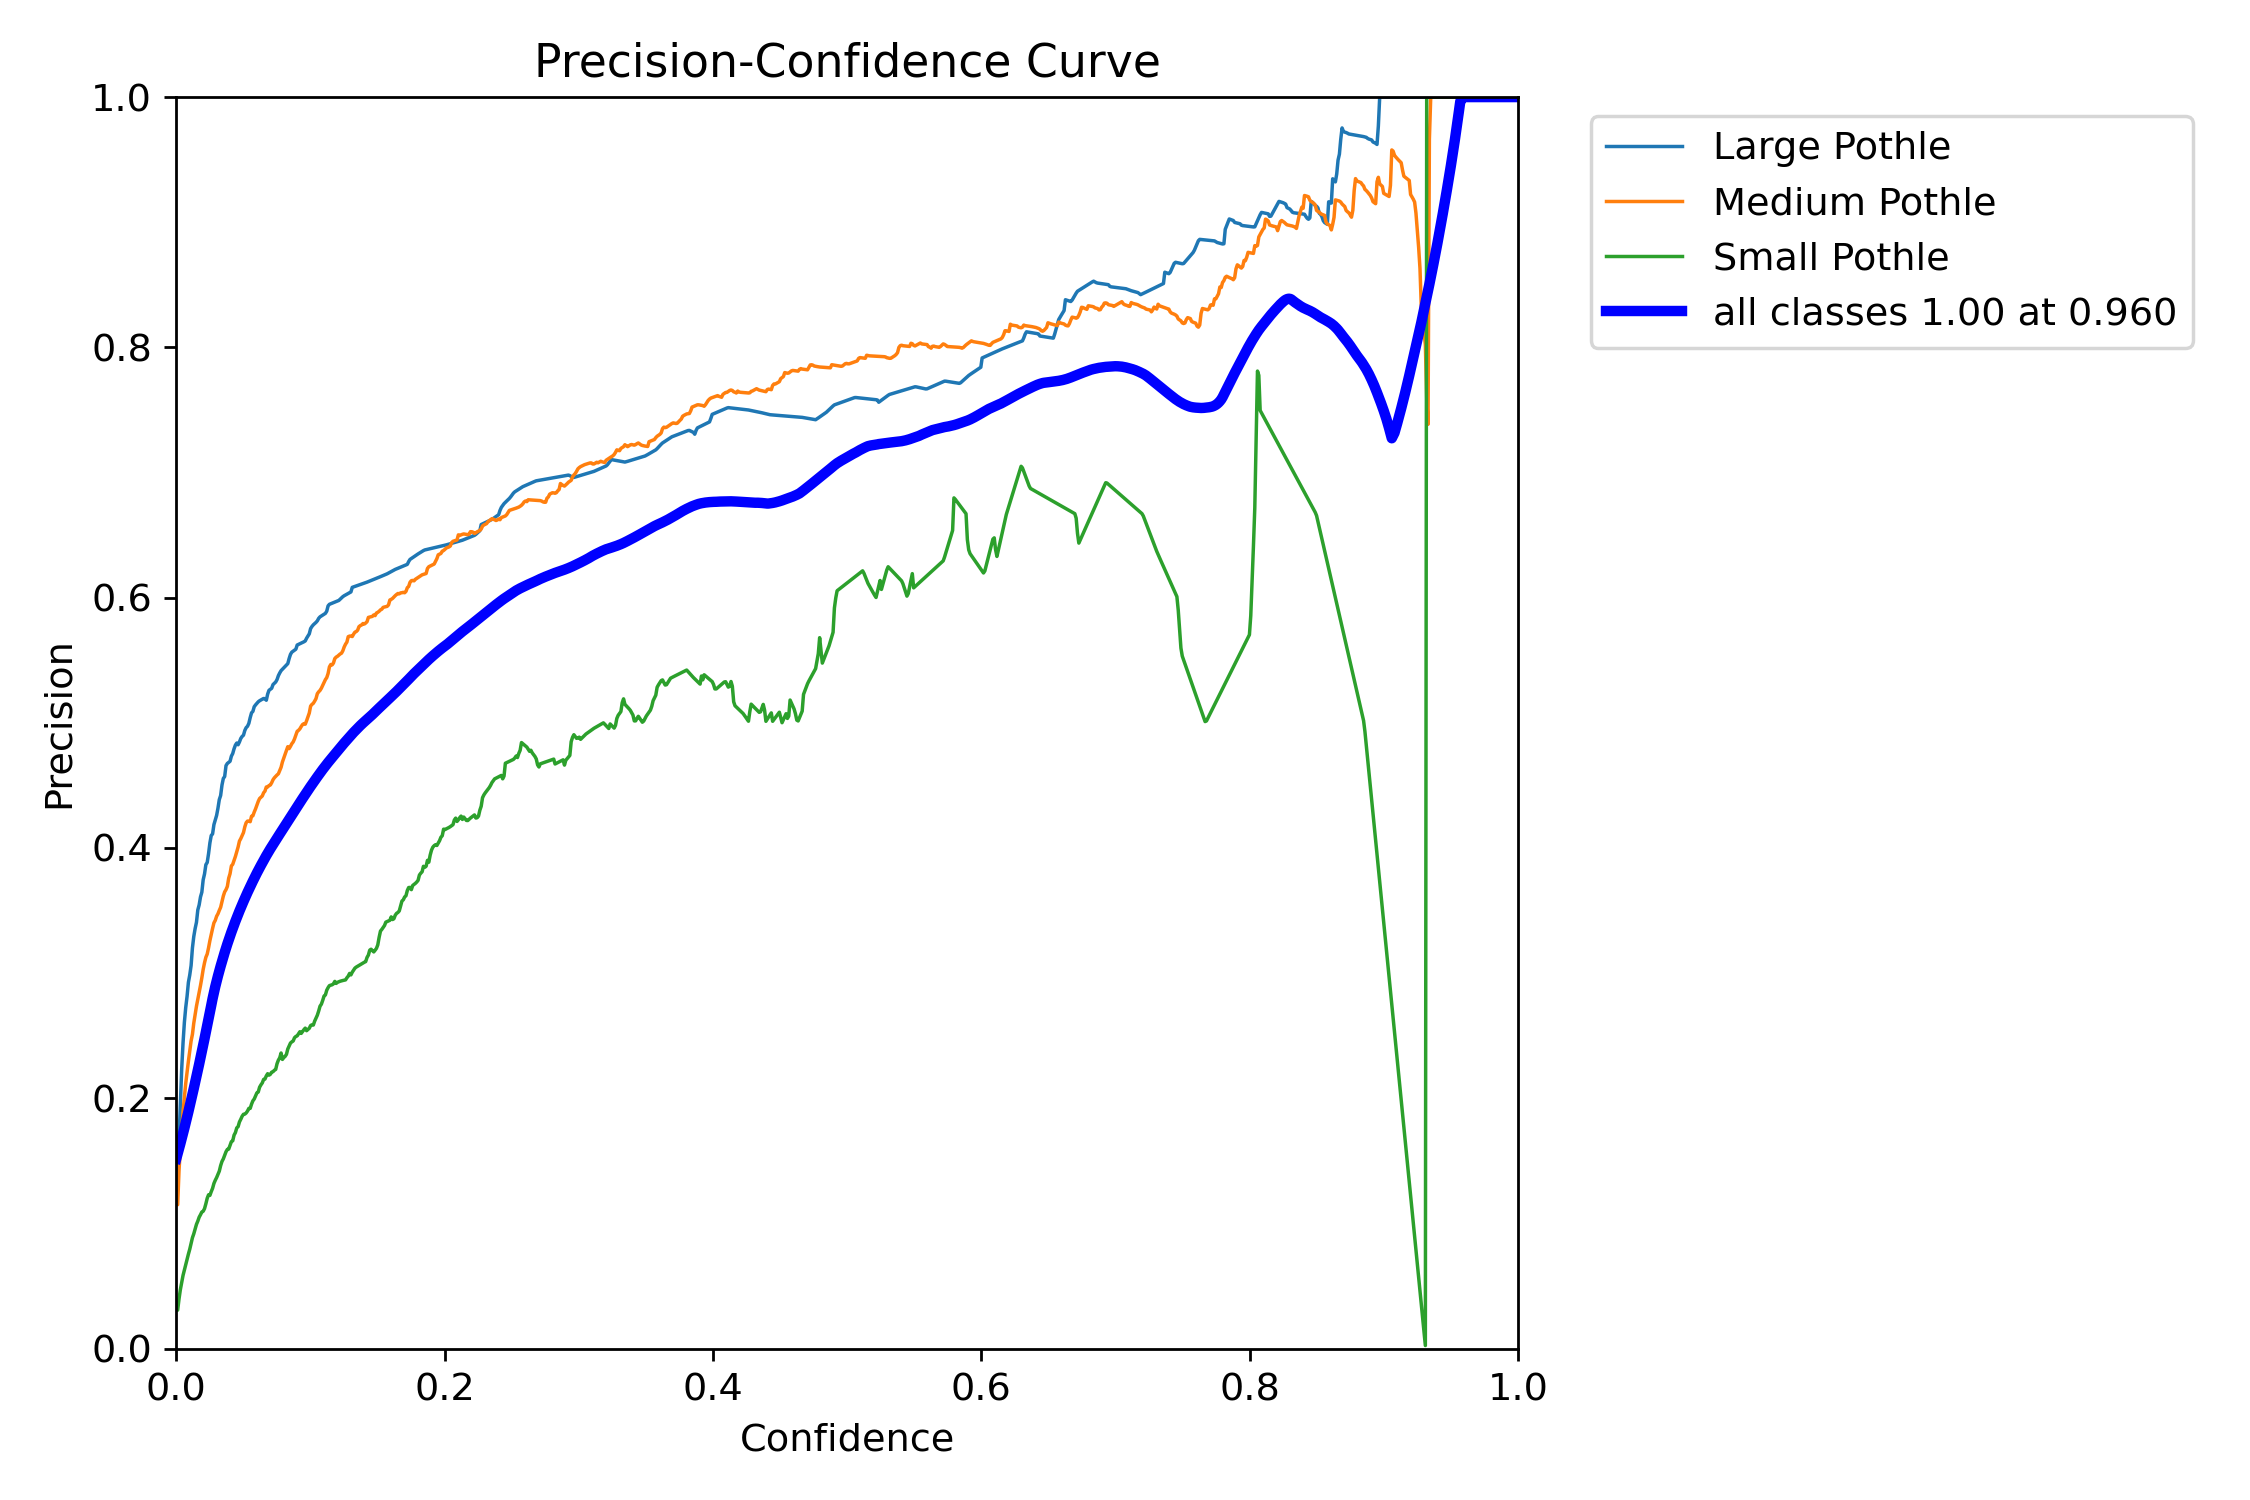 Precision-Confidence Curve
1.0
0.8
0.6
0.4
0.2
0.0
Precision
0.0 0.2 0.4 0.6 0.8 1.0
Confidence
Large Pothle
Medium Pothle
Small Pothle
all classes 1.00 at 0.960